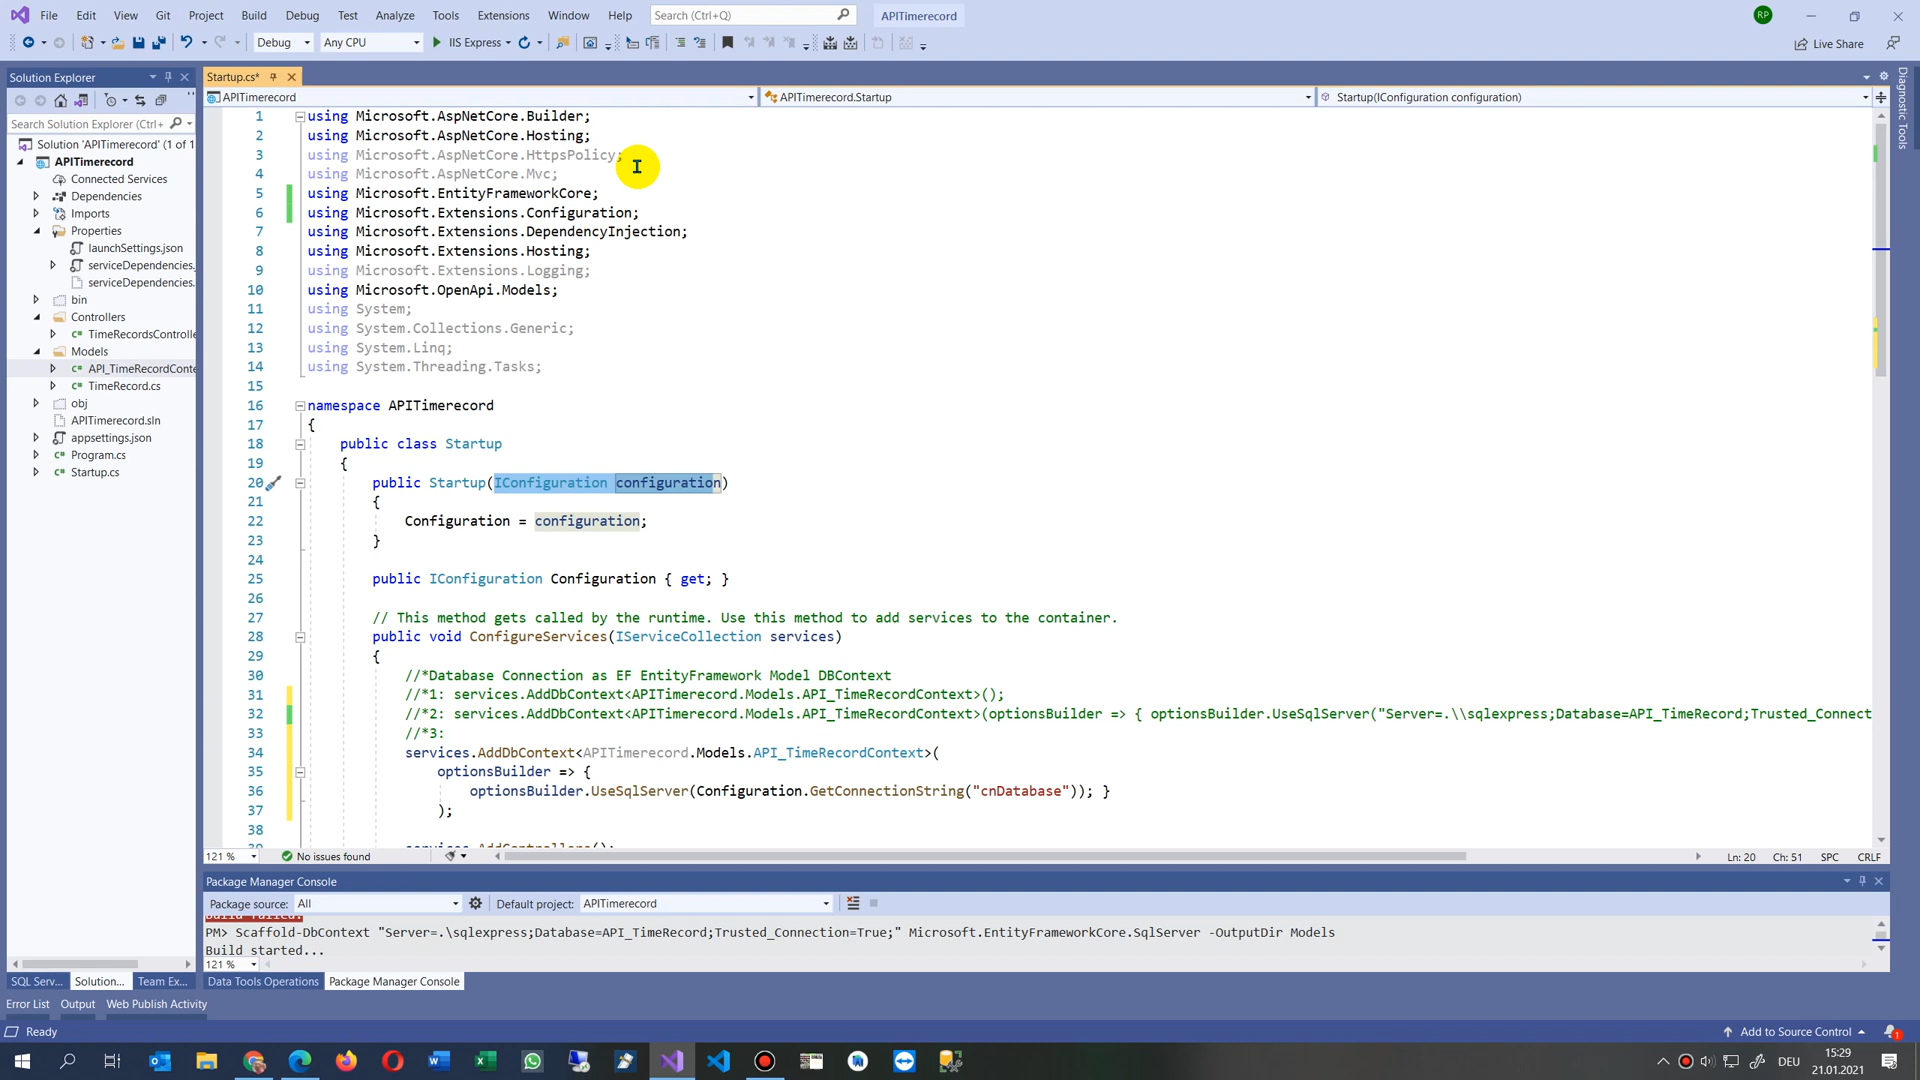 File Edit View Git Project Build Debug Test Analyze Tools Extensions Window Help Search (Ctrl+Q) APITimerecord RP
Debug Any CPU IIS Express Live Share
Solution Explorer
Search Solution Explorer (Ctrl+
Solution 'APITimerecord' (1 of 1
APITimerecord
Connected Services
Dependencies
Imports
Properties
launchSettings.json
serviceDependencies.
serviceDependencies.
bin
Controllers
TimeRecordsControlle
Models
API_TimeRecordConte
TimeRecord.cs
obj
APITimerecord.sln
appsettings.json
Program.cs
Startup.cs
SQL Serv... Solution... Team Ex...
Startup.cs*
APITimerecord APITimerecord.Startup Startup(IConfiguration configuration)
1 using Microsoft.AspNetCore.Builder;
2 using Microsoft.AspNetCore.Hosting;
3 using Microsoft.AspNetCore.HttpsPolicy;
4 using Microsoft.AspNetCore.Mvc;
5 using Microsoft.EntityFrameworkCore;
6 using Microsoft.Extensions.Configuration;
7 using Microsoft.Extensions.DependencyInjection;
8 using Microsoft.Extensions.Hosting;
9 using Microsoft.Extensions.Logging;
10 using Microsoft.OpenApi.Models;
11 using System;
12 using System.Collections.Generic;
13 using System.Linq;
14 using System.Threading.Tasks;
15
16 namespace APITimerecord
17 {
18 public class Startup
19 {
20 public Startup(IConfiguration configuration)
21 {
22 Configuration = configuration;
23 }
24
25 public IConfiguration Configuration { get; }
26
27 // This method gets called by the runtime. Use this method to add services to the container.
28 public void ConfigureServices(IServiceCollection services)
29 {
30 //*Database Connection as EF EntityFramework Model DBContext
31 //*1: services.AddDbContext<APITimerecord.Models.API_TimeRecordContext>();
32 //*2: services.AddDbContext<APITimerecord.Models.API_TimeRecordContext>(optionsBuilder => { optionsBuilder.UseSqlServer("Server=.\\sqlexpress;Database=API_TimeRecord;Trusted_Connect
33 //*3:
34 services.AddDbContext<APITimerecord.Models.API_TimeRecordContext>(
35 optionsBuilder => {
36 optionsBuilder.UseSqlServer(Configuration.GetConnectionString("cnDatabase")); }
37 );
38
39 services.AddControllers();
121 % No issues found Ln: 20 Ch: 51 SPC CRLF
Package Manager Console
Package source: All Default project: APITimerecord
Build failed.
PM> Scaffold-DbContext "Server=.\sqlexpress;Database=API_TimeRecord;Trusted_Connection=True;" Microsoft.EntityFrameworkCore.SqlServer -OutputDir Models
Build started...
121 %
Data Tools Operations Package Manager Console
Error List Output Web Publish Activity
Ready Add to Source Control 1
Diagnostic Tools
DEU 15:29
21.01.2021